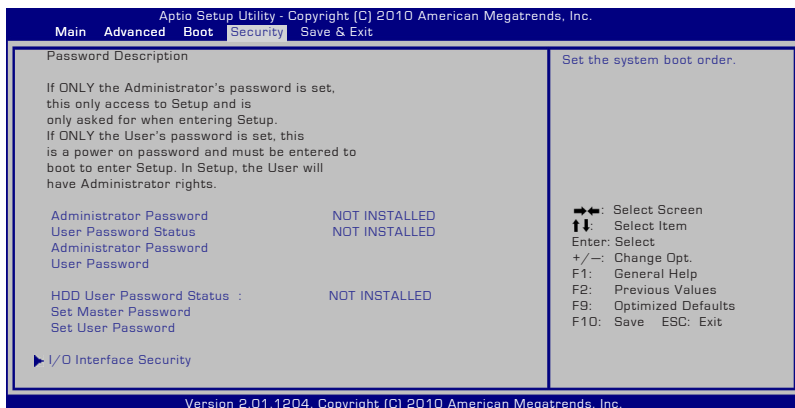 Aptio Setup Utility - Copyright (C) 2010 American Megatrends, Inc.
Main Advanced Boot Security Save & Exit
Password Description
If ONLY the Administrator's password is set,
this only access to Setup and is
only asked for when entering Setup.
If ONLY the User's password is set, this
is a power on password and must be entered to
boot to enter Setup. In Setup, the User will
have Administrator rights.
Administrator Password NOT INSTALLED
User Password Status NOT INSTALLED
Administrator Password
User Password
HDD User Password Status : NOT INSTALLED
Set Master Password
Set User Password
I/O Interface Security
Set the system boot order.
→←: Select Screen
↑↓: Select Item
Enter: Select
+/—: Change Opt.
F1: General Help
F2: Previous Values
F9: Optimized Defaults
F10: Save ESC: Exit
Version 2.01.1204. Copyright (C) 2010 American Megatrends, Inc.